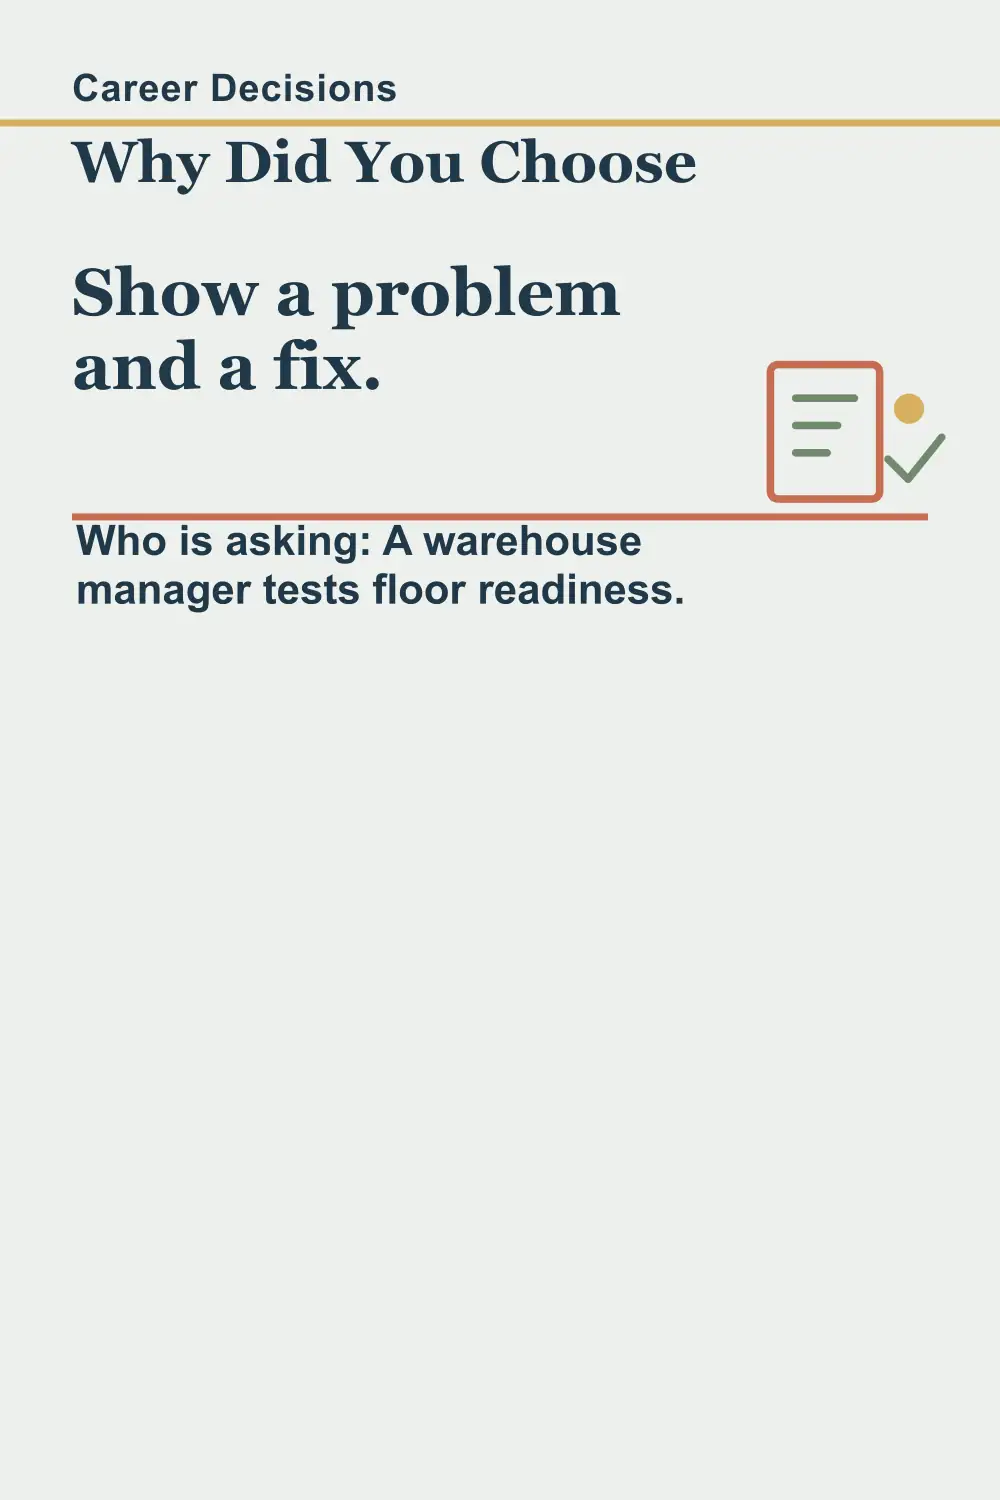 Career Decisions
Why Did You Choose
Show a problem
and a fix.
Who is asking: A warehouse
manager tests floor readiness.